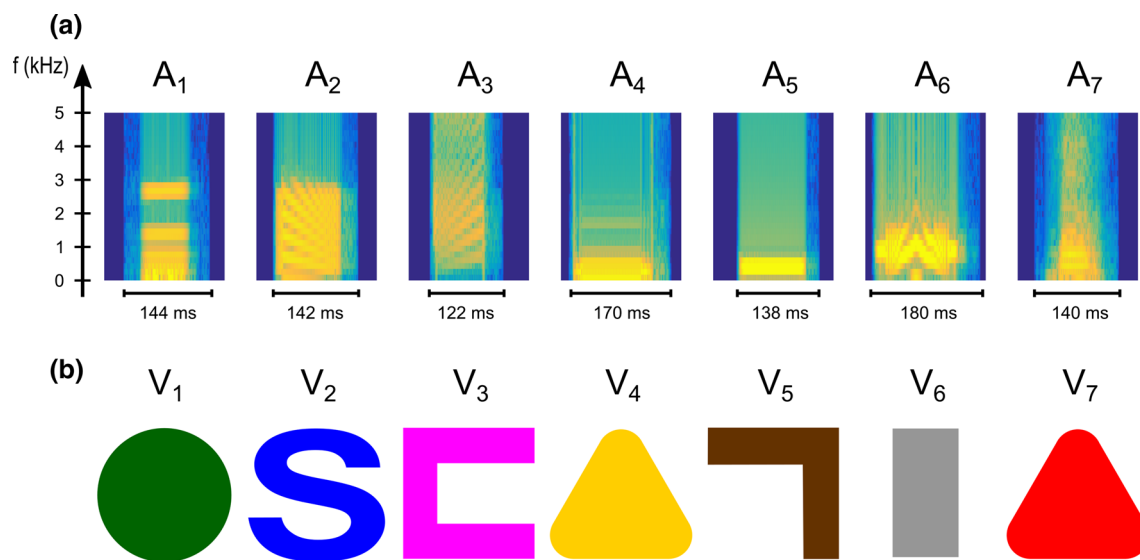 (a)
f (kHz)
A₁ A₂ A₃ A₄ A₅ A₆ A₇
5
4
3
2
1
0
144 ms 142 ms 122 ms 170 ms 138 ms 180 ms 140 ms
(b)
V₁ V₂ V₃ V₄ V₅ V₆ V₇
S